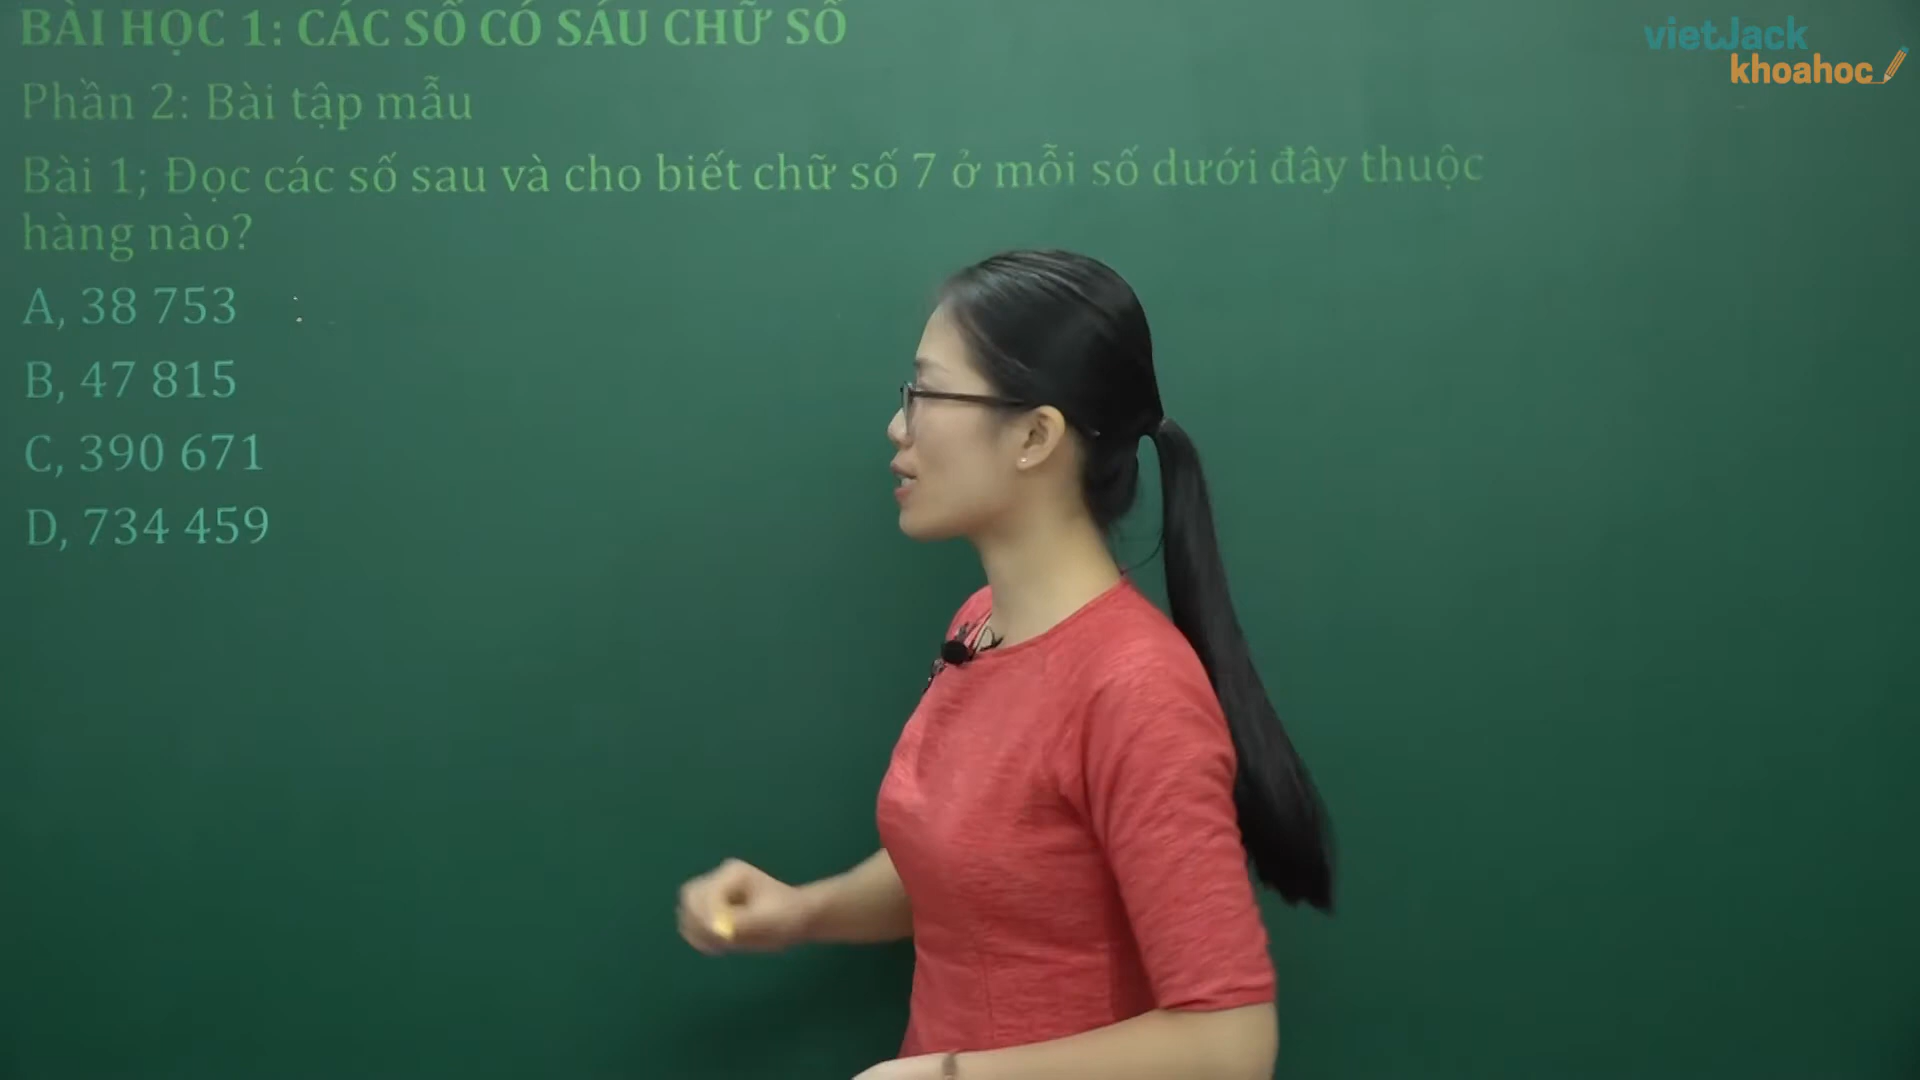 BÀI HỌC 1: CÁC SỐ CÓ SÁU CHỮ SỐ
vietJack
khoahoc
Phần 2: Bài tập mẫu
Bài 1; Đọc các số sau và cho biết chữ số 7 ở mỗi số dưới đây thuộc
hàng nào?
A, 38 753
B, 47 815
C, 390 671
D, 734 459